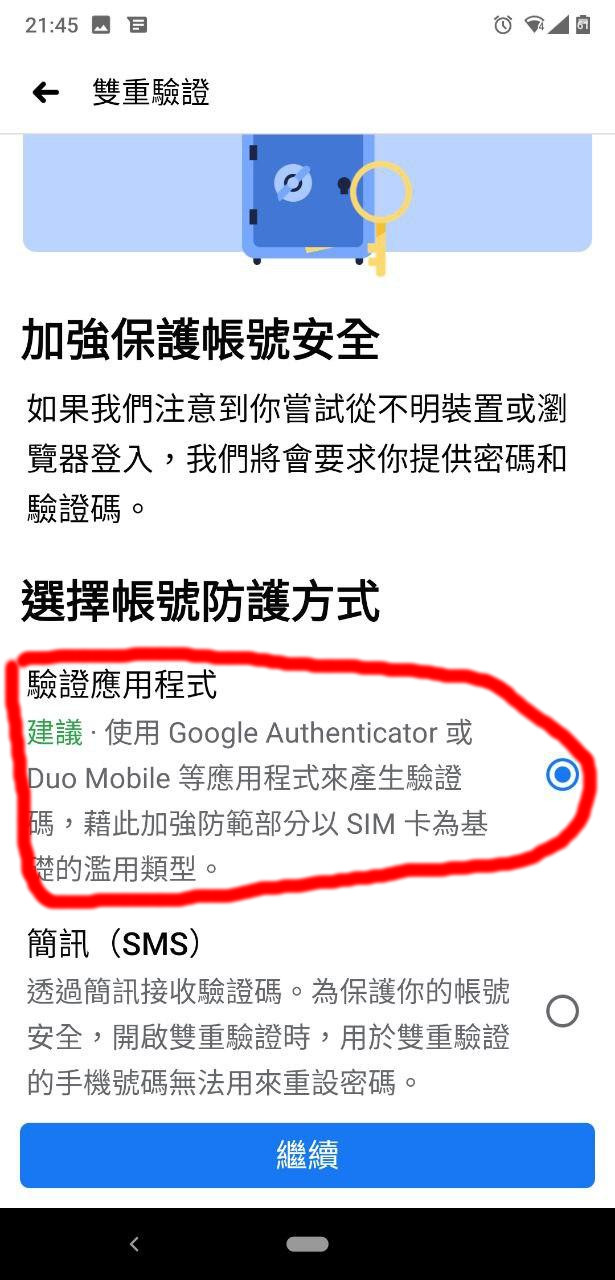 21:45
4
61
雙重驗證
加強保護帳號安全
如果我們注意到你嘗試從不明裝置或瀏
覽器登入，我們將會要求你提供密碼和
驗證碼。
選擇帳號防護方式
驗證應用程式
建議 · 使用 Google Authenticator 或
Duo Mobile 等應用程式來產生驗證
碼，藉此加強防範部分以 SIM 卡為基
礎的濫用類型。
簡訊（SMS）
透過簡訊接收驗證碼。為保護你的帳號
安全，開啟雙重驗證時，用於雙重驗證
的手機號碼無法用來重設密碼。
繼續